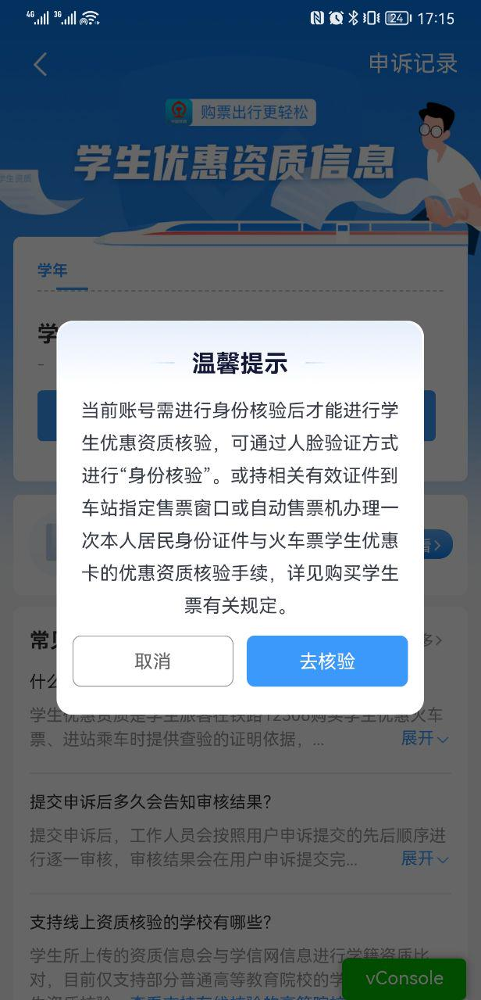 4G 3G 24 17:15
申诉记录
购票出行更轻松
学生优惠资质信息
学生资质
学年
学
温馨提示
当前账号需进行身份核验后才能进行学
生优惠资质核验，可通过人脸验证方式
进行“身份核验”。或持相关有效证件到
车站指定售票窗口或自动售票机办理一
次本人居民身份证件与火车票学生优惠
卡的优惠资质核验手续，详见购买学生
票有关规定。
取消 去核验
常见
什么
学生优惠资质是学生旅客在铁路12306购买学生优惠火车
票、进站乘车时提供查验的证明依据，... 展开
提交申诉后多久会告知审核结果?
提交申诉后，工作人员会按照用户申诉提交的先后顺序进
行逐一审核，审核结果会在用户申诉提交完... 展开
支持线上资质核验的学校有哪些?
学生所上传的资质信息会与学信网信息进行学籍资质比
对，目前仅支持部分普通高等教育院校的学
vConsole